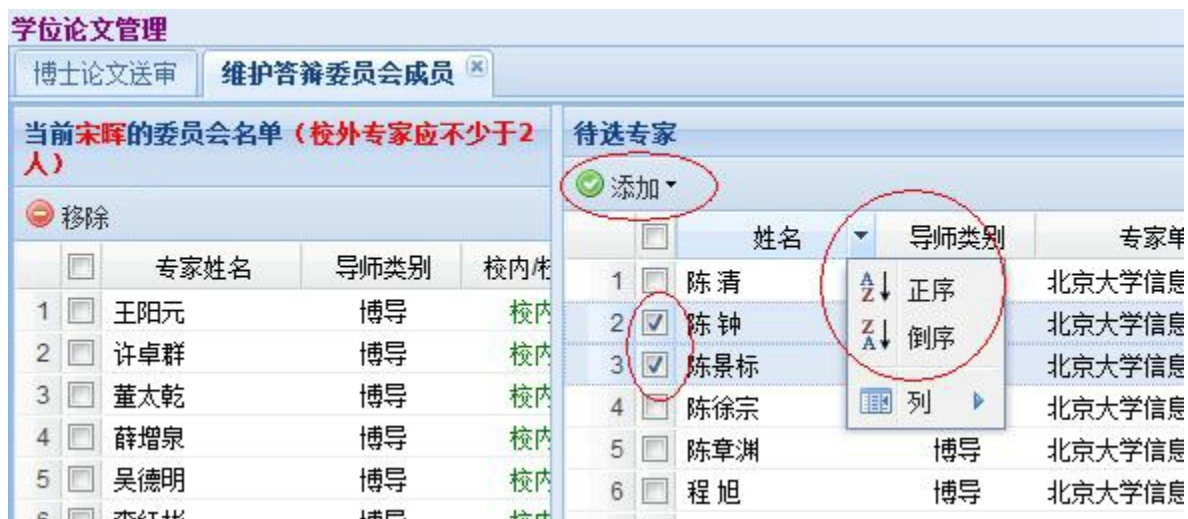 学位论文管理
博士论文送审 维护答辩委员会成员
当前宋晖的委员会名单（校外专家应不少于2
人）
移除
专家姓名 导师类别 校内/校
1 王阳元 博导 校内
2 许卓群 博导 校内
3 董太乾 博导 校内
4 薛增泉 博导 校内
5 吴德明 博导 校内
6
待选专家
添加
姓名 导师类别 专家单
1 陈 清 北京大学信息
2 陈 钟 北京大学信息
3 陈景标 北京大学信息
4 陈徐宗 北京大学信息
5 陈章渊 博导 北京大学信息
6 程 旭 博导 北京大学信息
正序
倒序
列